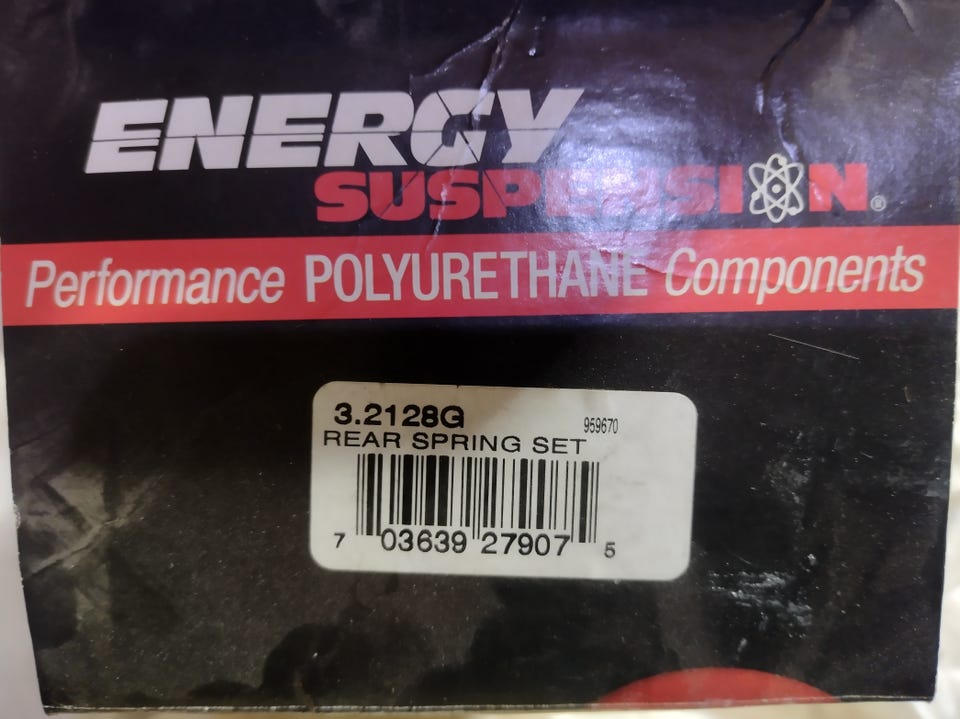 ENERGY
SUSPENSION®
Performance POLYURETHANE Components
3.2128G 959670
REAR SPRING SET
7 03639 27907 5